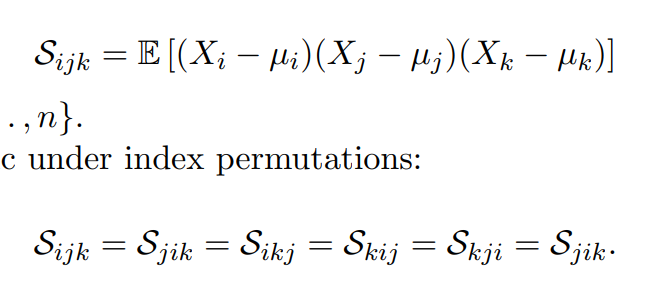 𝒮ᵢⱼₖ = 𝔼 [(Xᵢ − μᵢ)(Xⱼ − μⱼ)(Xₖ − μₖ)]
. , n}.
c under index permutations:
𝒮ᵢⱼₖ = 𝒮ⱼᵢₖ = 𝒮ᵢₖⱼ = 𝒮ₖᵢⱼ = 𝒮ₖⱼᵢ = 𝒮ⱼᵢₖ.